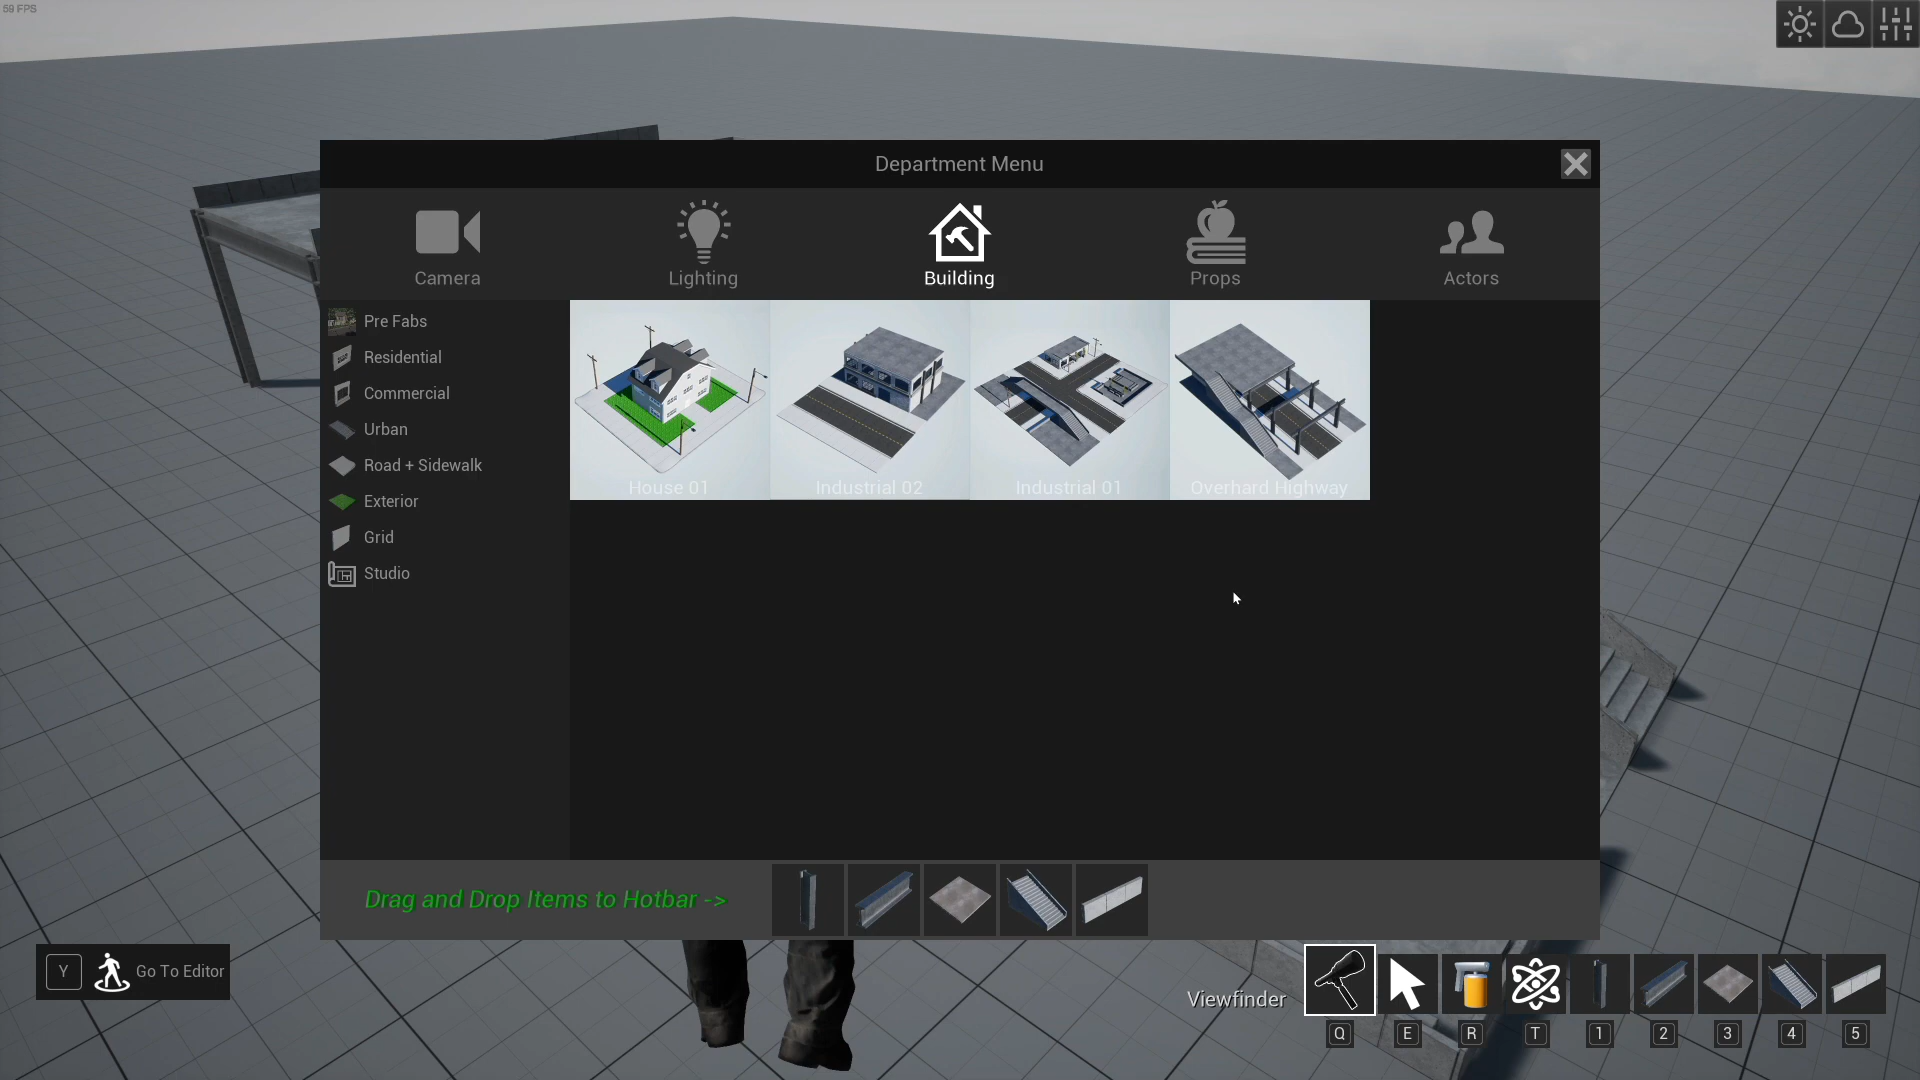 59 FPS
Department Menu
Camera
Lighting
Building
Props
Actors
Pre Fabs
Residential
Commercial
Urban
Road + Sidewalk
Exterior
Grid
Studio
House 01
Industrial 02
Industrial 01
Overhard Highway
Drag and Drop Items to Hotbar ->
Y Go To Editor
Viewfinder
Q E R T 1 2 3 4 5